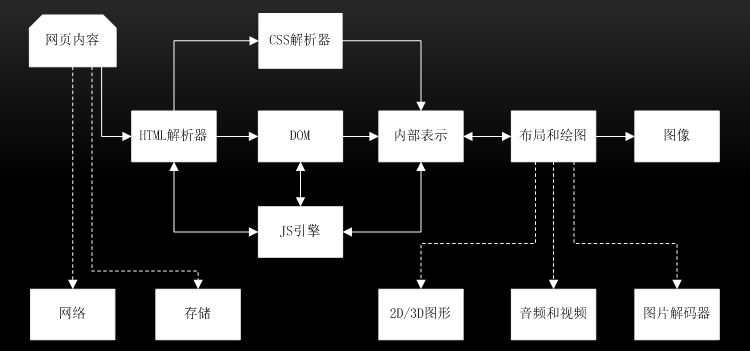 网页内容
CSS解析器
HTML解析器
DOM
内部表示
布局和绘图
图像
JS引擎
网络
存储
2D/3D图形
音频和视频
图片解码器